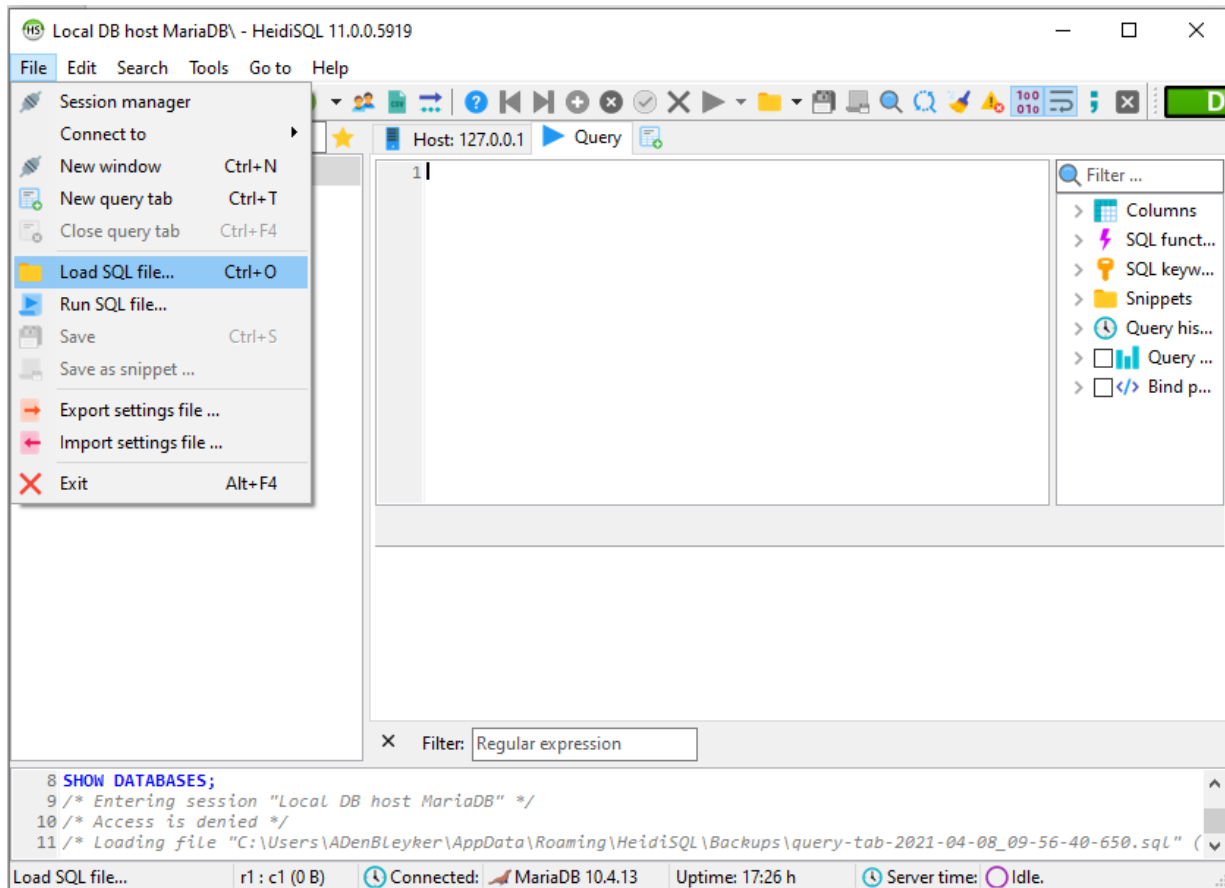 Local DB host MariaDB\ - HeidiSQL 11.0.0.5919
File Edit Search Tools Go to Help
Session manager
Connect to
New window Ctrl+N
New query tab Ctrl+T
Close query tab Ctrl+F4
Load SQL file... Ctrl+O
Run SQL file...
Save Ctrl+S
Save as snippet ...
Export settings file ...
Import settings file ...
Exit Alt+F4
Host: 127.0.0.1 Query
1
Filter ...
Columns
SQL funct...
SQL keyw...
Snippets
Query his...
Query ...
Bind p...
100
010
D
Filter: Regular expression
8 SHOW DATABASES;
9 /* Entering session "Local DB host MariaDB" */
10 /* Access is denied */
11 /* Loading file "C:\Users\ADenBleyker\AppData\Roaming\HeidiSQL\Backups\query-tab-2021-04-08_09-56-40-650.sql" (
Load SQL file... r1 : c1 (0 B) Connected: MariaDB 10.4.13 Uptime: 17:26 h Server time: Idle.